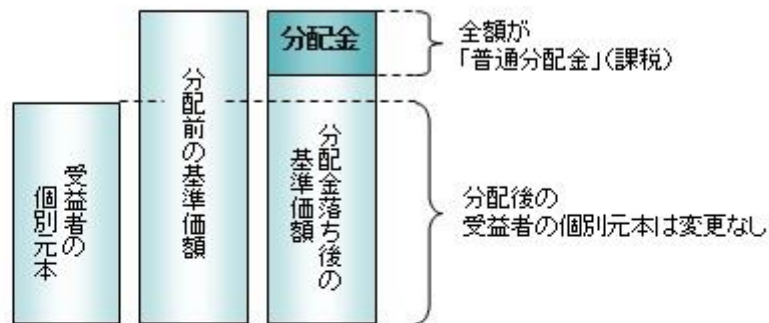 受益者の
個別元本
分配前の基準価額
分配金
分配金落ち後の
基準価額
全額が
「普通分配金」(課税)
分配後の
受益者の個別元本は変更なし